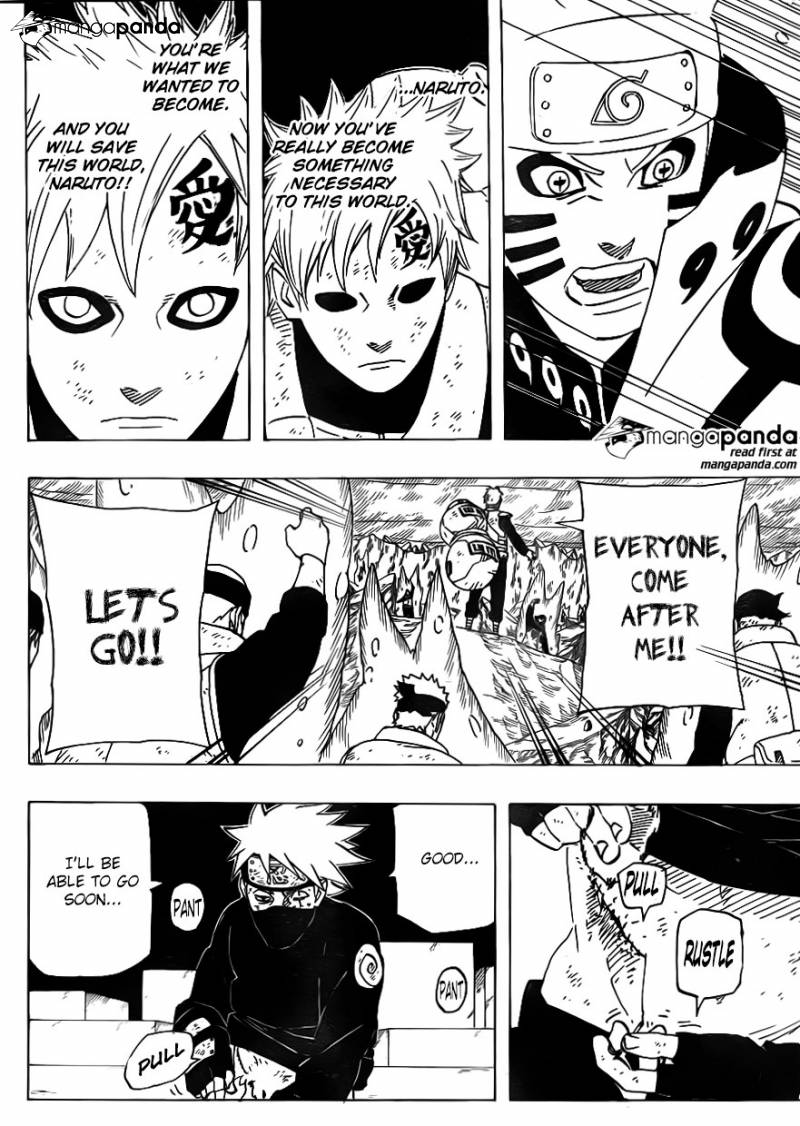 mangapanda
...NARUTO.
NOW YOU'VE
REALLY BECOME
SOMETHING
NECESSARY
TO THIS WORLD.
愛
YOU'RE
WHAT WE
WANTED TO
BECOME.
AND YOU
WILL SAVE
THIS WORLD,
NARUTO!!
愛
mangapanda
read first at
mangapanda.com
EVERYONE,
COME
AFTER
ME!!
LET'S
GO!!
PULL
RUSTLE
GOOD...
I'LL BE
ABLE TO GO
SOON...
PANT
PANT
PULL